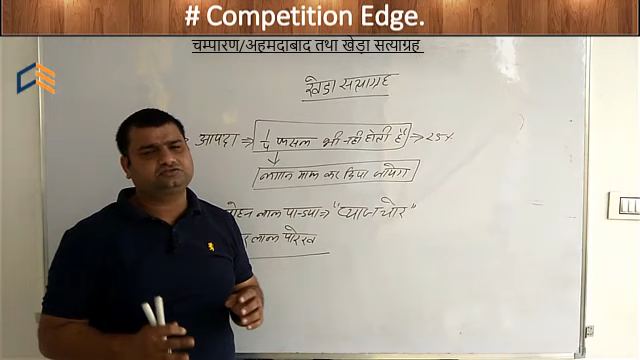 # Competition Edge.
चम्पारण/अहमदाबाद तथा खेड़ा सत्याग्रह
खेडा सत्याग्रह
आपदा ⇒ 1/4 फसल भी नही होती है ⇒ 25%
लगान माफ कर दिया जायेगा
मोहन लाल पाण्डया ⇒ "प्याज चोर"
लाल पारेख